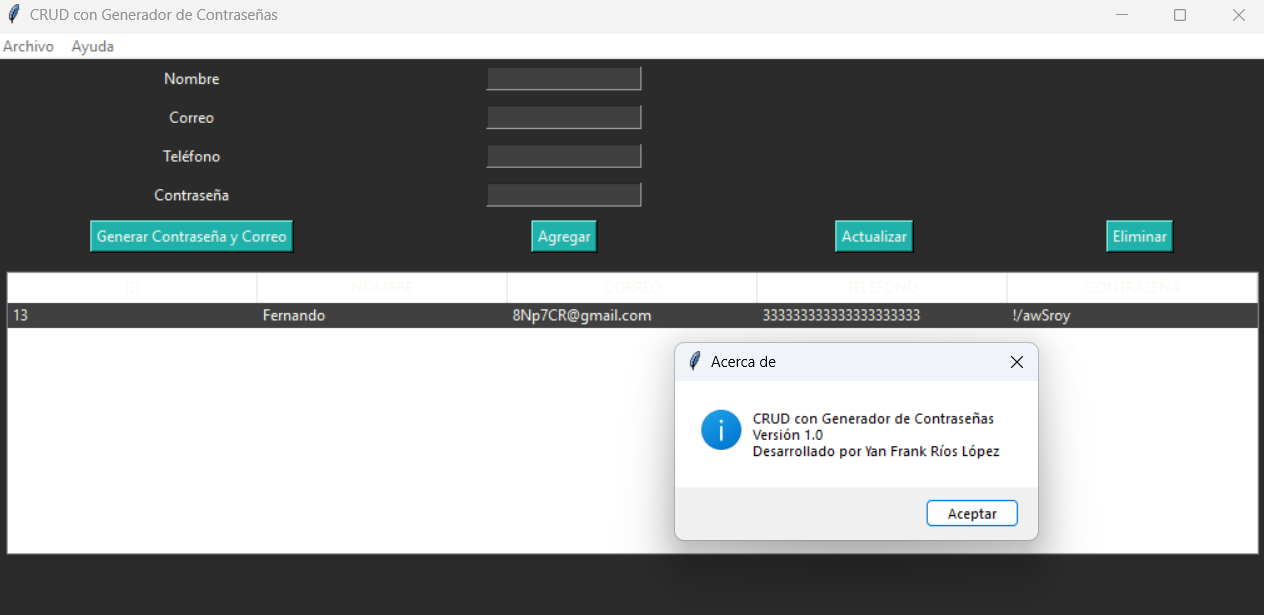 CRUD con Generador de Contraseñas
Archivo Ayuda
Nombre
Correo
Teléfono
Contraseña
Generar Contraseña y Correo Agregar Actualizar Eliminar
ID NOMBRE CORREO TELEFONO CONTRASEÑA
13 Fernando 8Np7CR@gmail.com 333333333333333333333 !/awSroy
Acerca de
CRUD con Generador de Contraseñas
Versión 1.0
Desarrollado por Yan Frank Ríos López
Aceptar